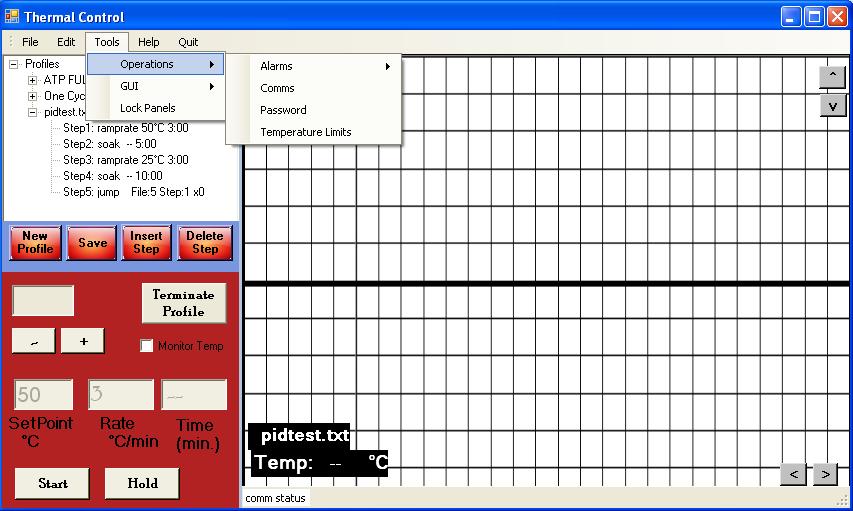 Thermal Control
File Edit Tools Help Quit
Profiles
ATP FUL
One Cyc
pidtest.tx
Step1: ramprate 50°C 3:00
Step2: soak -- 5:00
Step3: ramprate 25°C 3:00
Step4: soak -- 10:00
Step5: jump File:5 Step:1 x0
Operations
GUI
Lock Panels
Alarms
Comms
Password
Temperature Limits
^
v
New Profile
Save
Insert Step
Delete Step
Terminate Profile
- +
Monitor Temp
50 3 --
SetPoint °C
Rate °C/min
Time (min.)
Start Hold
pidtest.txt
Temp: -- °C
< >
comm status